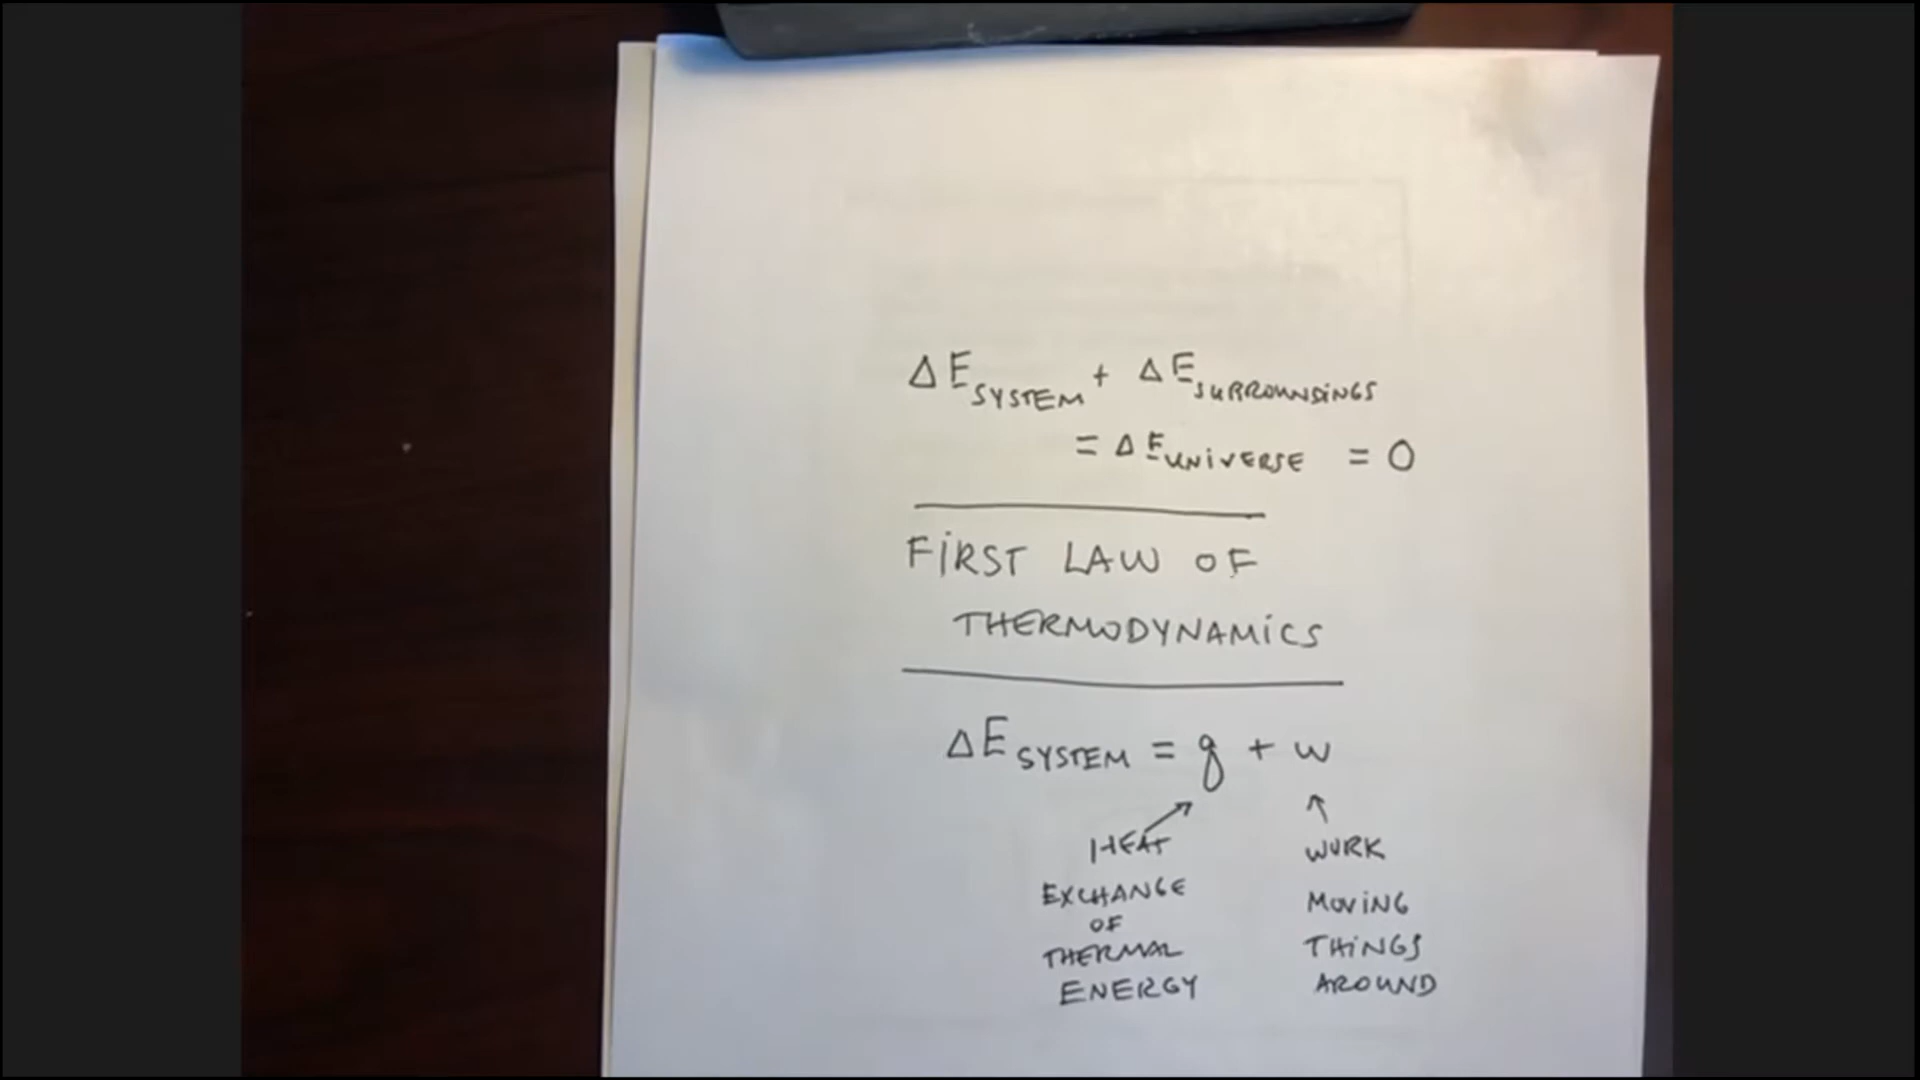 ΔE SYSTEM + ΔE SURROUNDINGS
= ΔE UNIVERSE = 0
FIRST LAW OF
THERMODYNAMICS
ΔE SYSTEM = q + w
HEAT WORK
EXCHANGE MOVING
OF
THERMAL THINGS
ENERGY AROUND